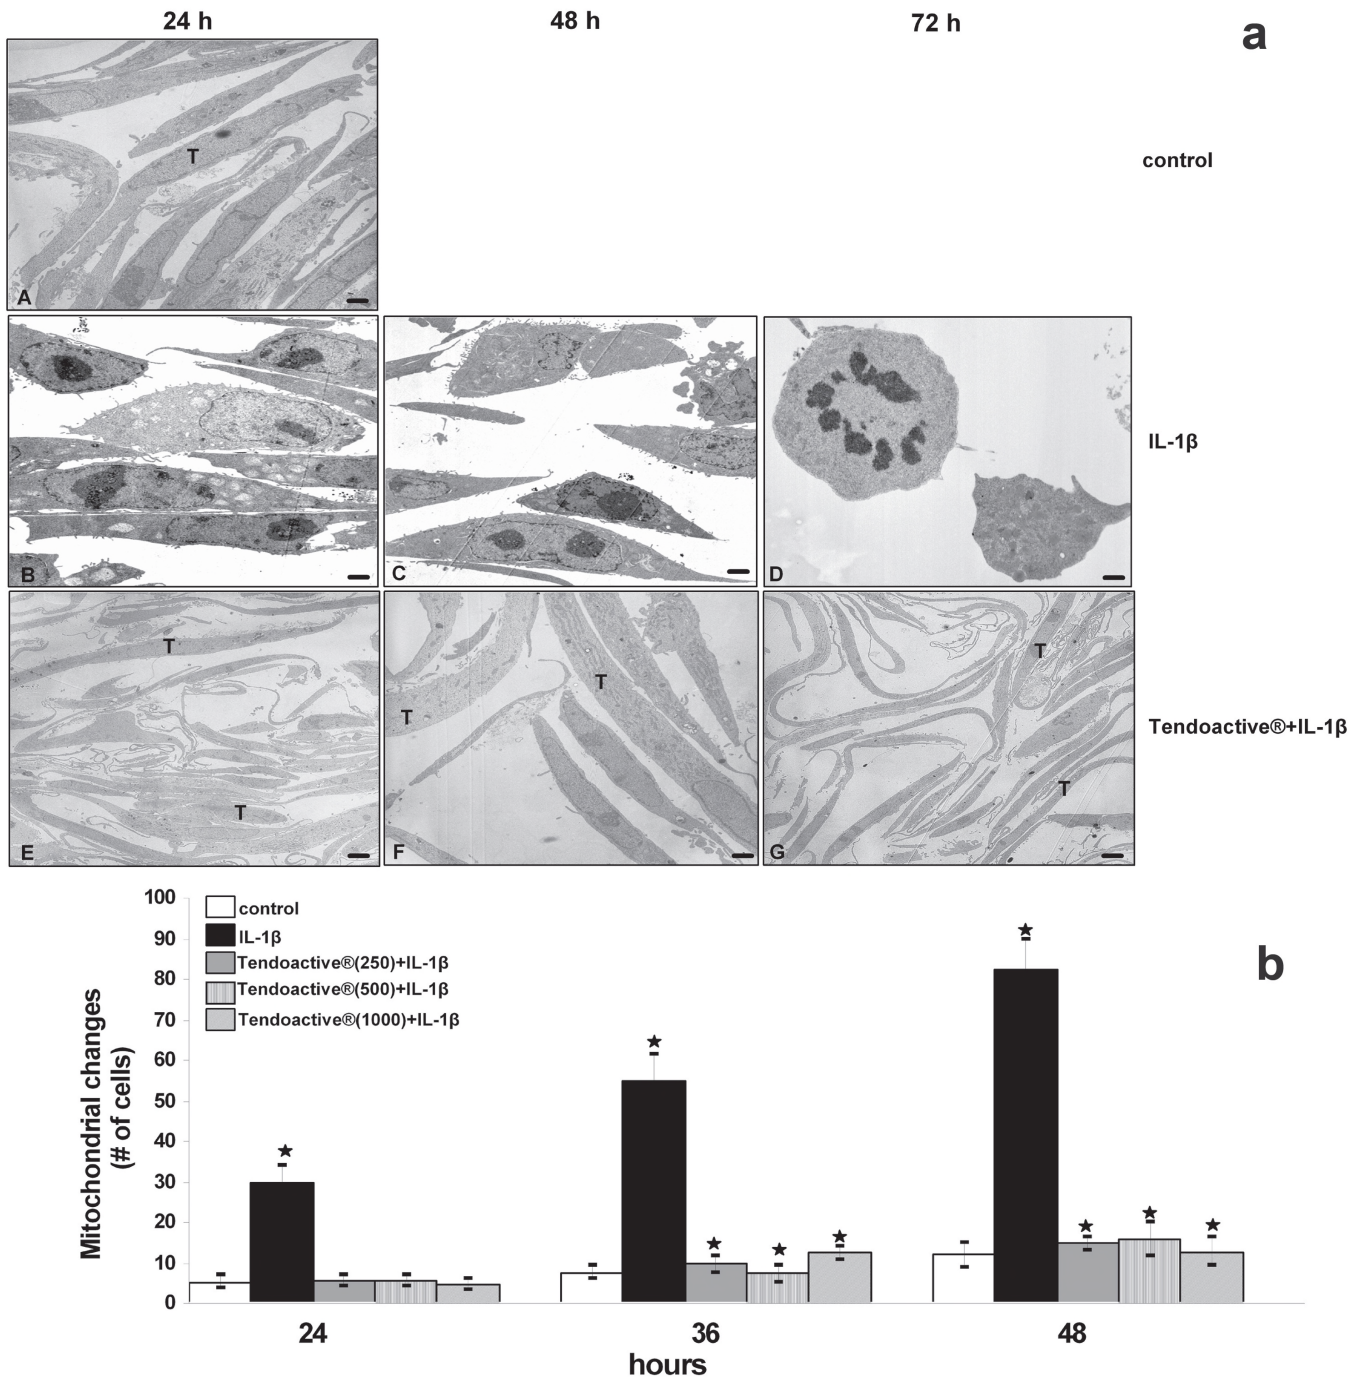 24 h 48 h 72 h a
T
control
A
IL-1β
B C D
T
T
T
T
Tendoactive®+IL-1β
T
T
E F G
100
90
80
70
60
50
40
30
20
10
0
control
IL-1β
Tendoactive®(250)+IL-1β
Tendoactive®(500)+IL-1β
Tendoactive®(1000)+IL-1β
b
Mitochondrial changes
(# of cells)
24 36 48
hours